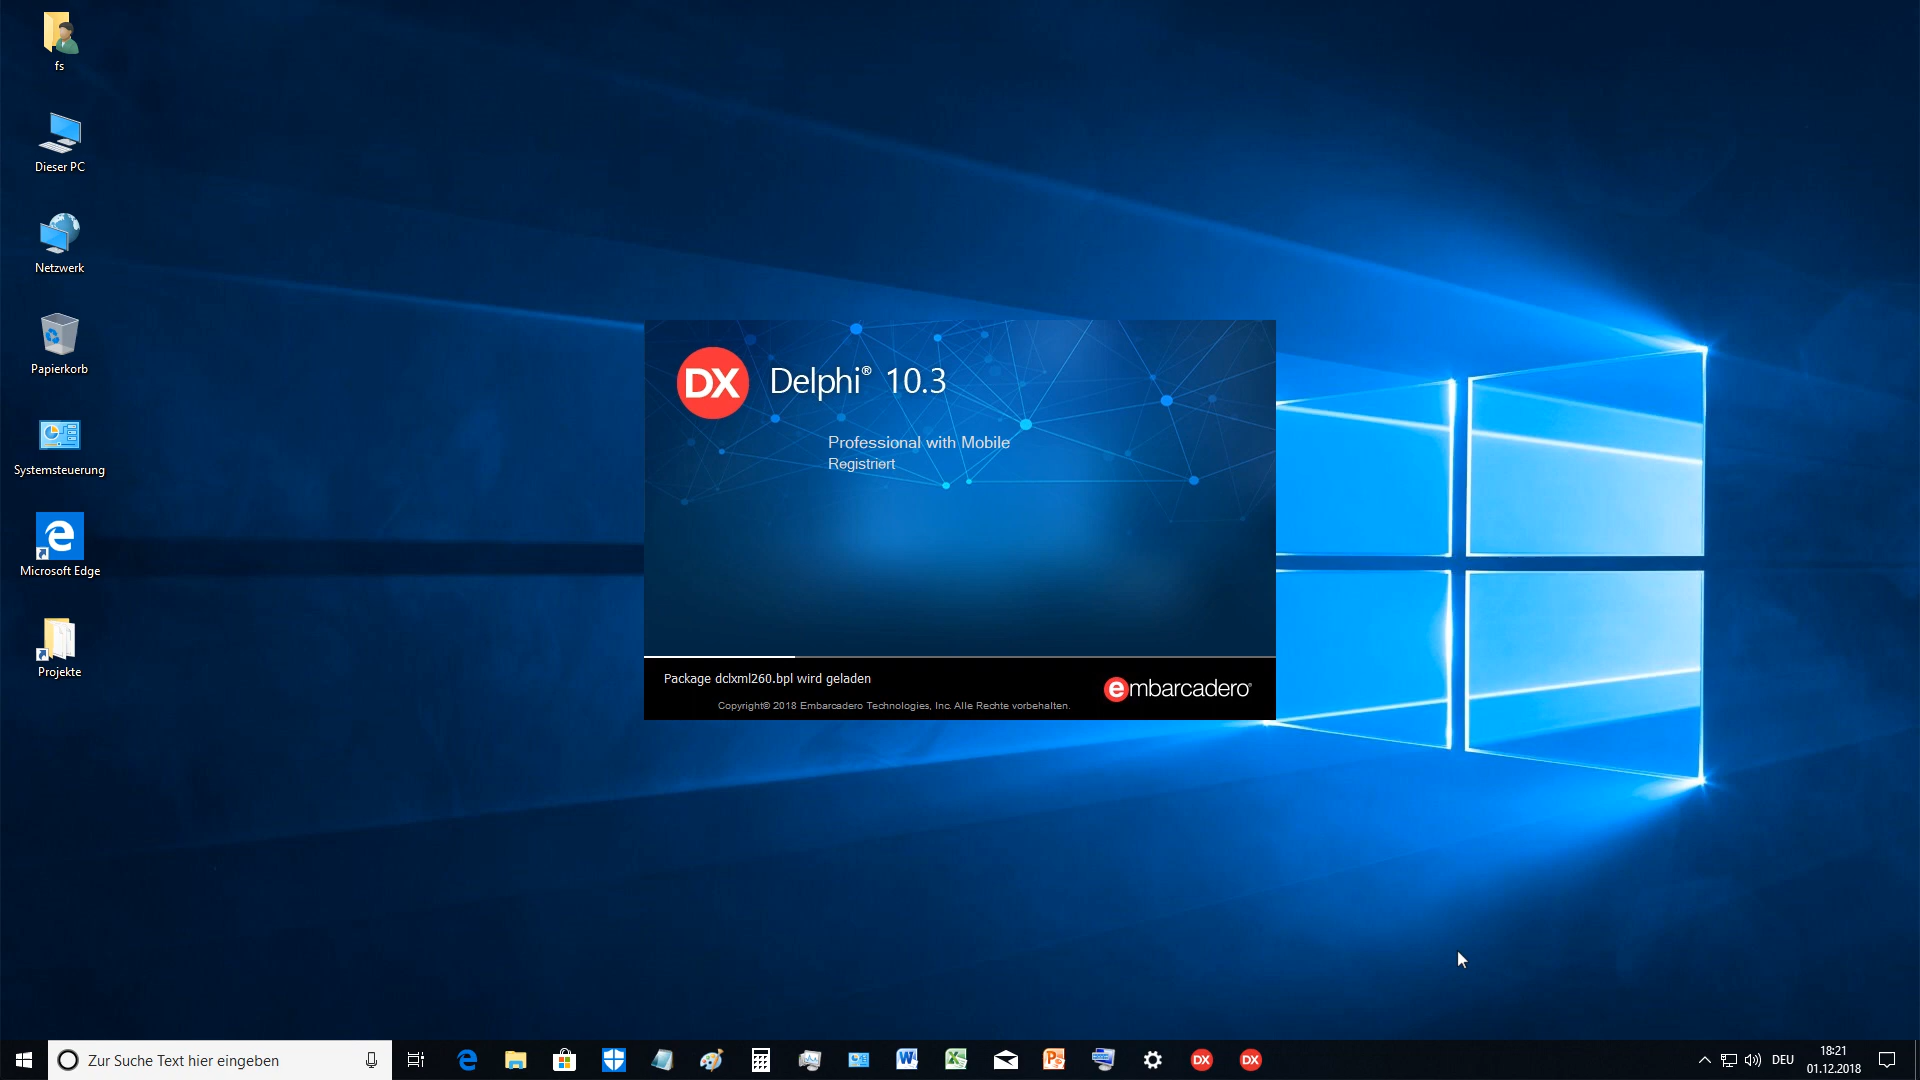 fs
Dieser PC
Netzwerk
Papierkorb
Systemsteuerung
Microsoft Edge
Projekte
DX
Delphi® 10.3
Professional with Mobile
Registriert
Package dclxml260.bpl wird geladen
embarcadero
Copyright© 2018 Embarcadero Technologies, Inc. Alle Rechte vorbehalten.
Zur Suche Text hier eingeben
DX
DX
DEU
18:21
01.12.2018